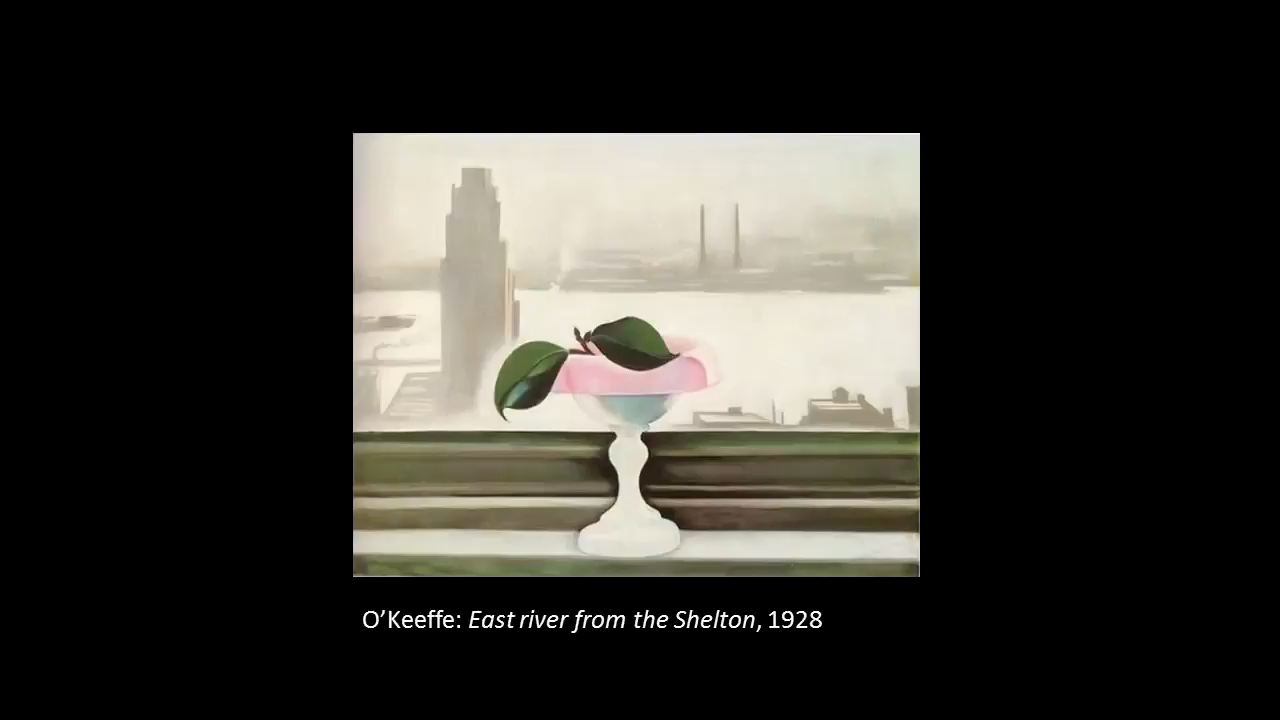 O’Keeffe: East river from the Shelton, 1928